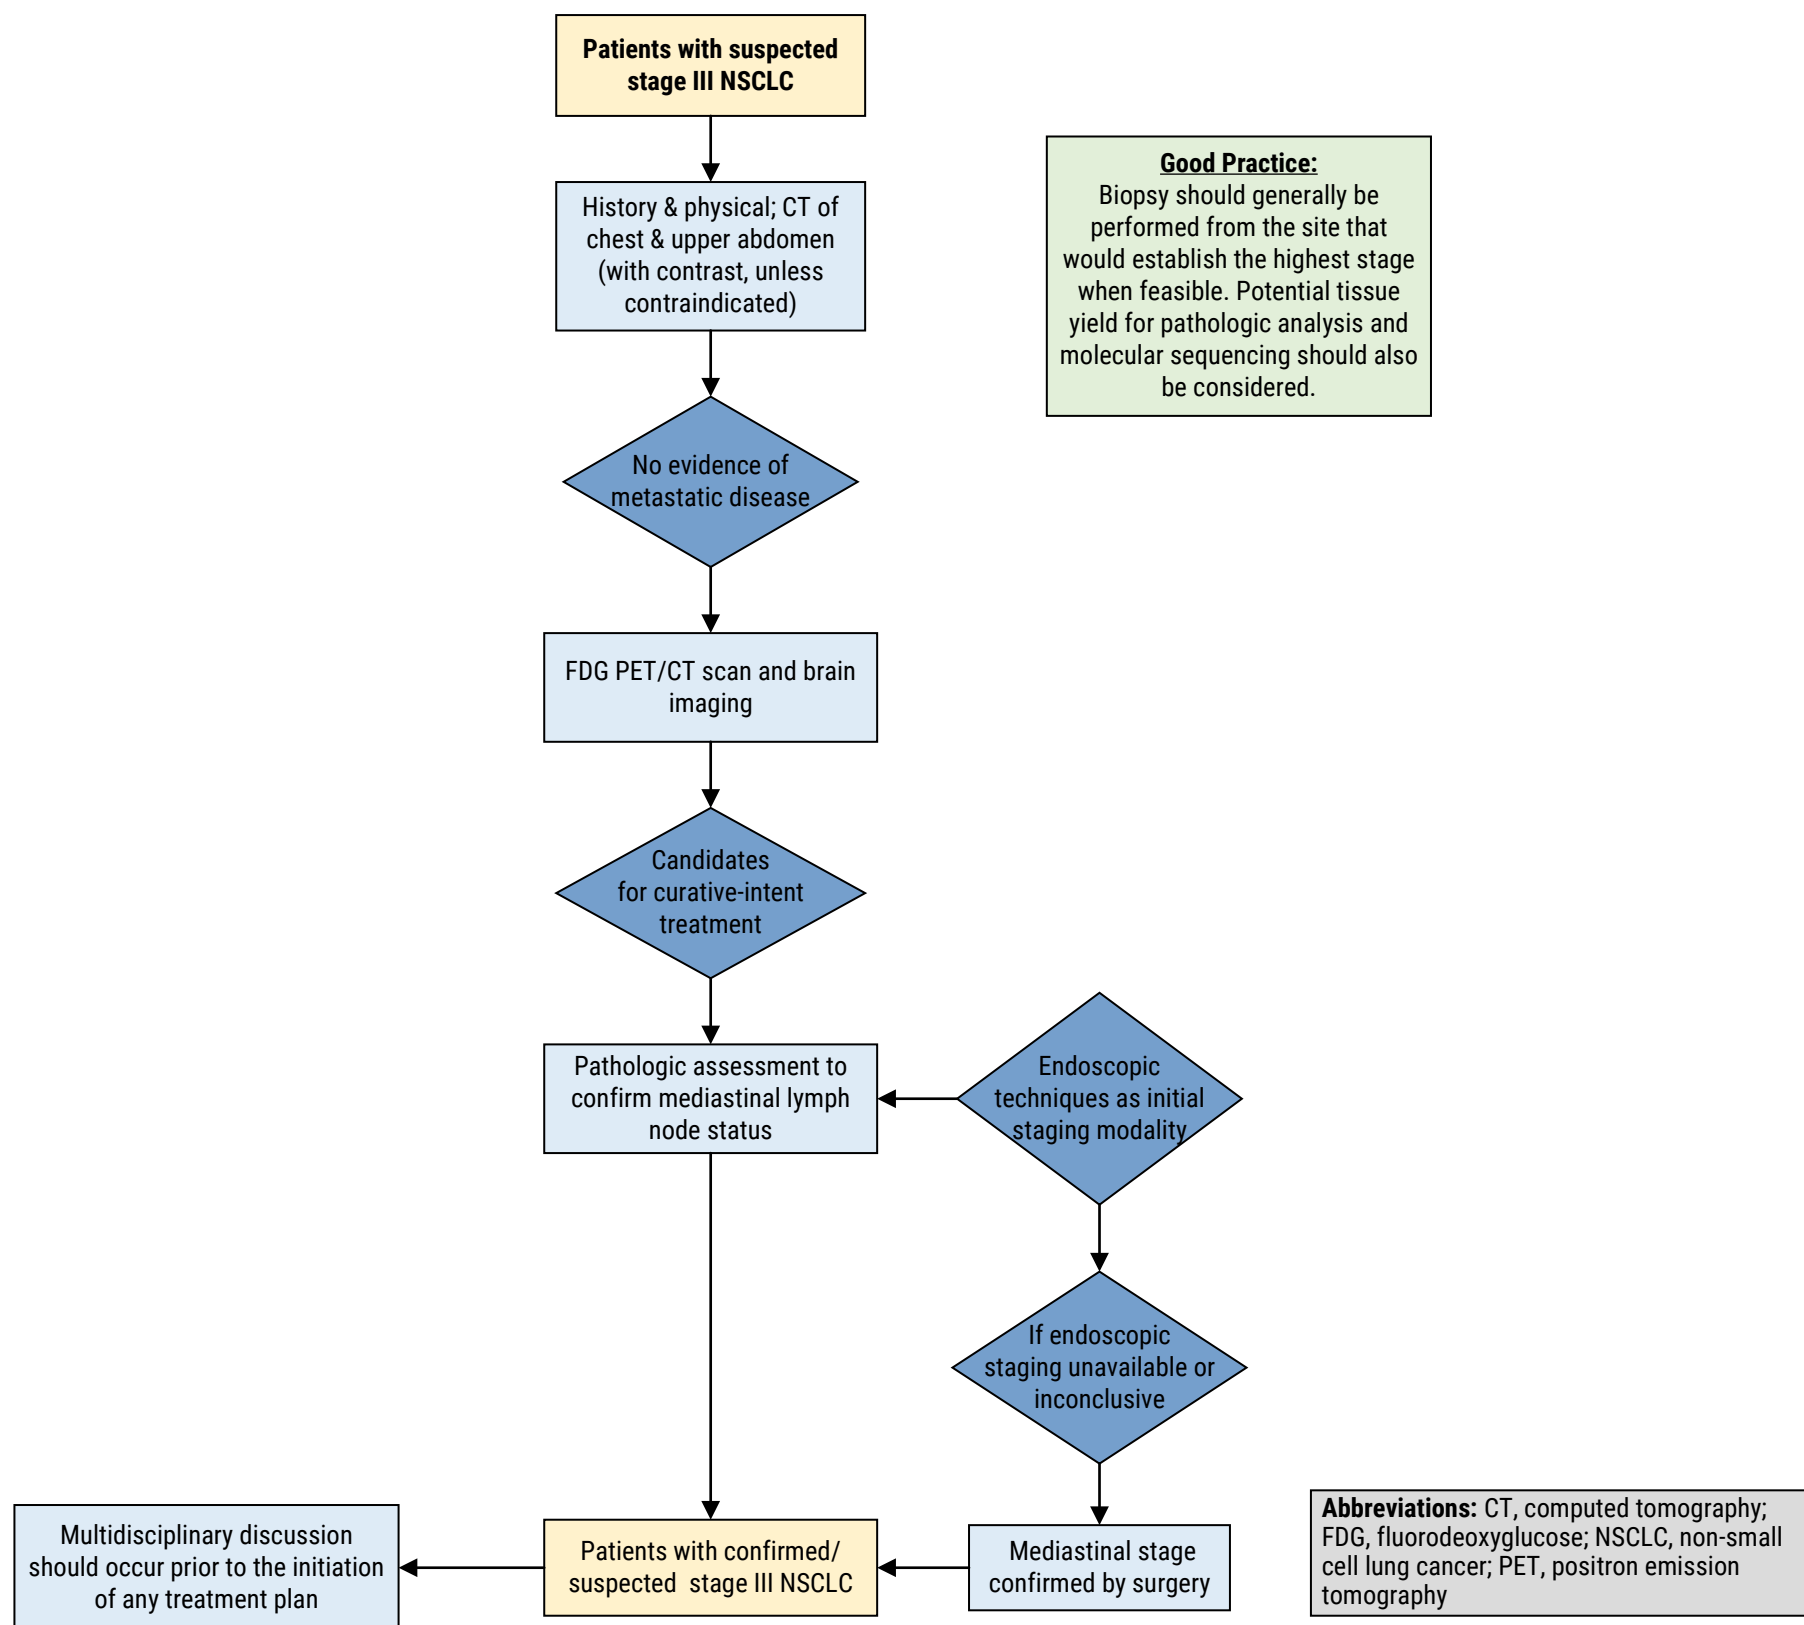 Patients with suspected
stage III NSCLC
Good Practice:
Biopsy should generally be
performed from the site that
would establish the highest stage
when feasible. Potential tissue
yield for pathologic analysis and
molecular sequencing should also
be considered.
History & physical; CT of
chest & upper abdomen
(with contrast, unless
contraindicated)
No evidence of
metastatic disease
FDG PET/CT scan and brain
imaging
Candidates
for curative-intent
treatment
Pathologic assessment to
confirm mediastinal lymph
node status
Endoscopic
techniques as initial
staging modality
If endoscopic
staging unavailable or
inconclusive
Mediastinal stage
confirmed by surgery
Patients with confirmed/
suspected  stage III NSCLC
Multidisciplinary discussion
should occur prior to the initiation
of any treatment plan
Abbreviations: CT, computed tomography;
FDG, fluorodeoxyglucose; NSCLC, non-small
cell lung cancer; PET, positron emission
tomography